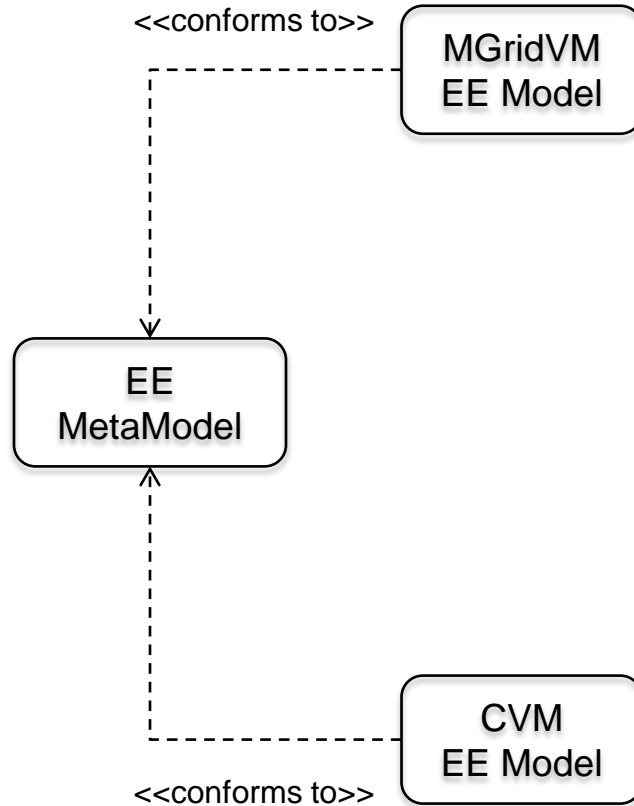 <<conforms to>>
MGridVM
EE Model
EE
MetaModel
CVM
EE Model
<<conforms to>>